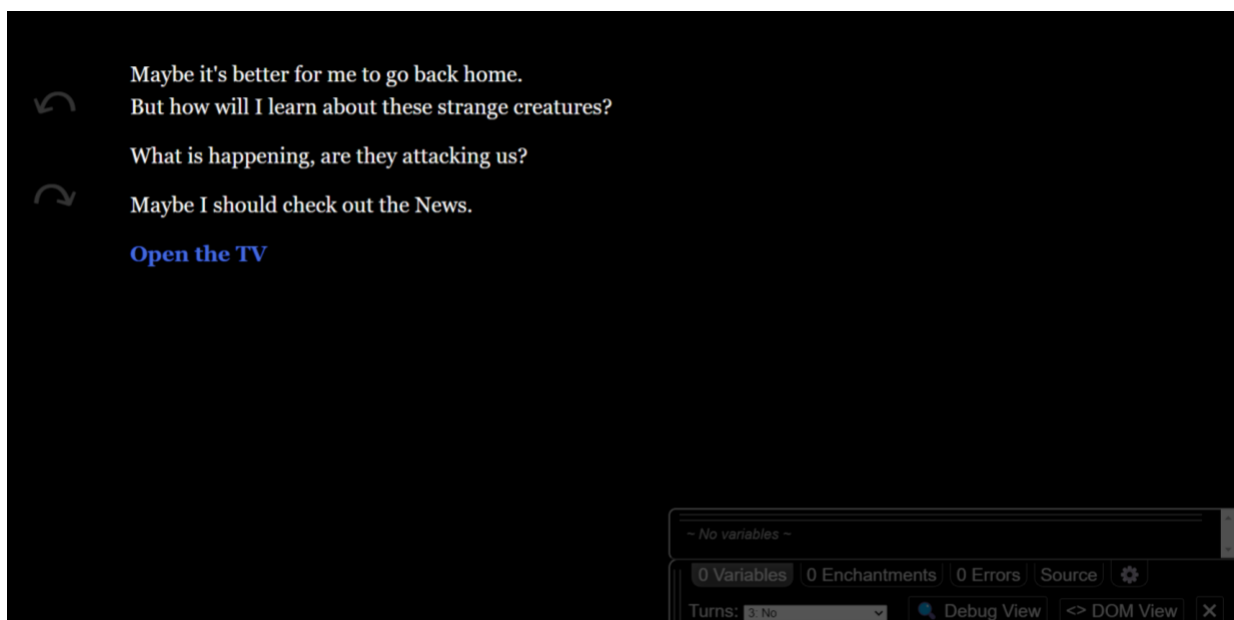 Maybe it's better for me to go back home.
But how will I learn about these strange creatures?
What is happening, are they attacking us?
Maybe I should check out the News.
Open the TV
~ No variables ~
0 Variables 0 Enchantments 0 Errors Source
Turns: 3: No Debug View <> DOM View ✕